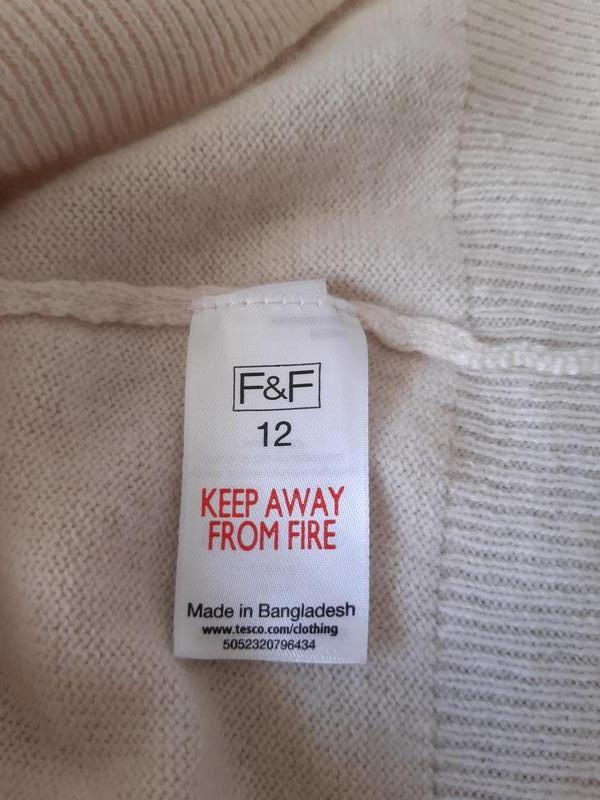 F&F
12
KEEP AWAY
FROM FIRE
Made in Bangladesh
www.tesco.com/clothing
5052320796434